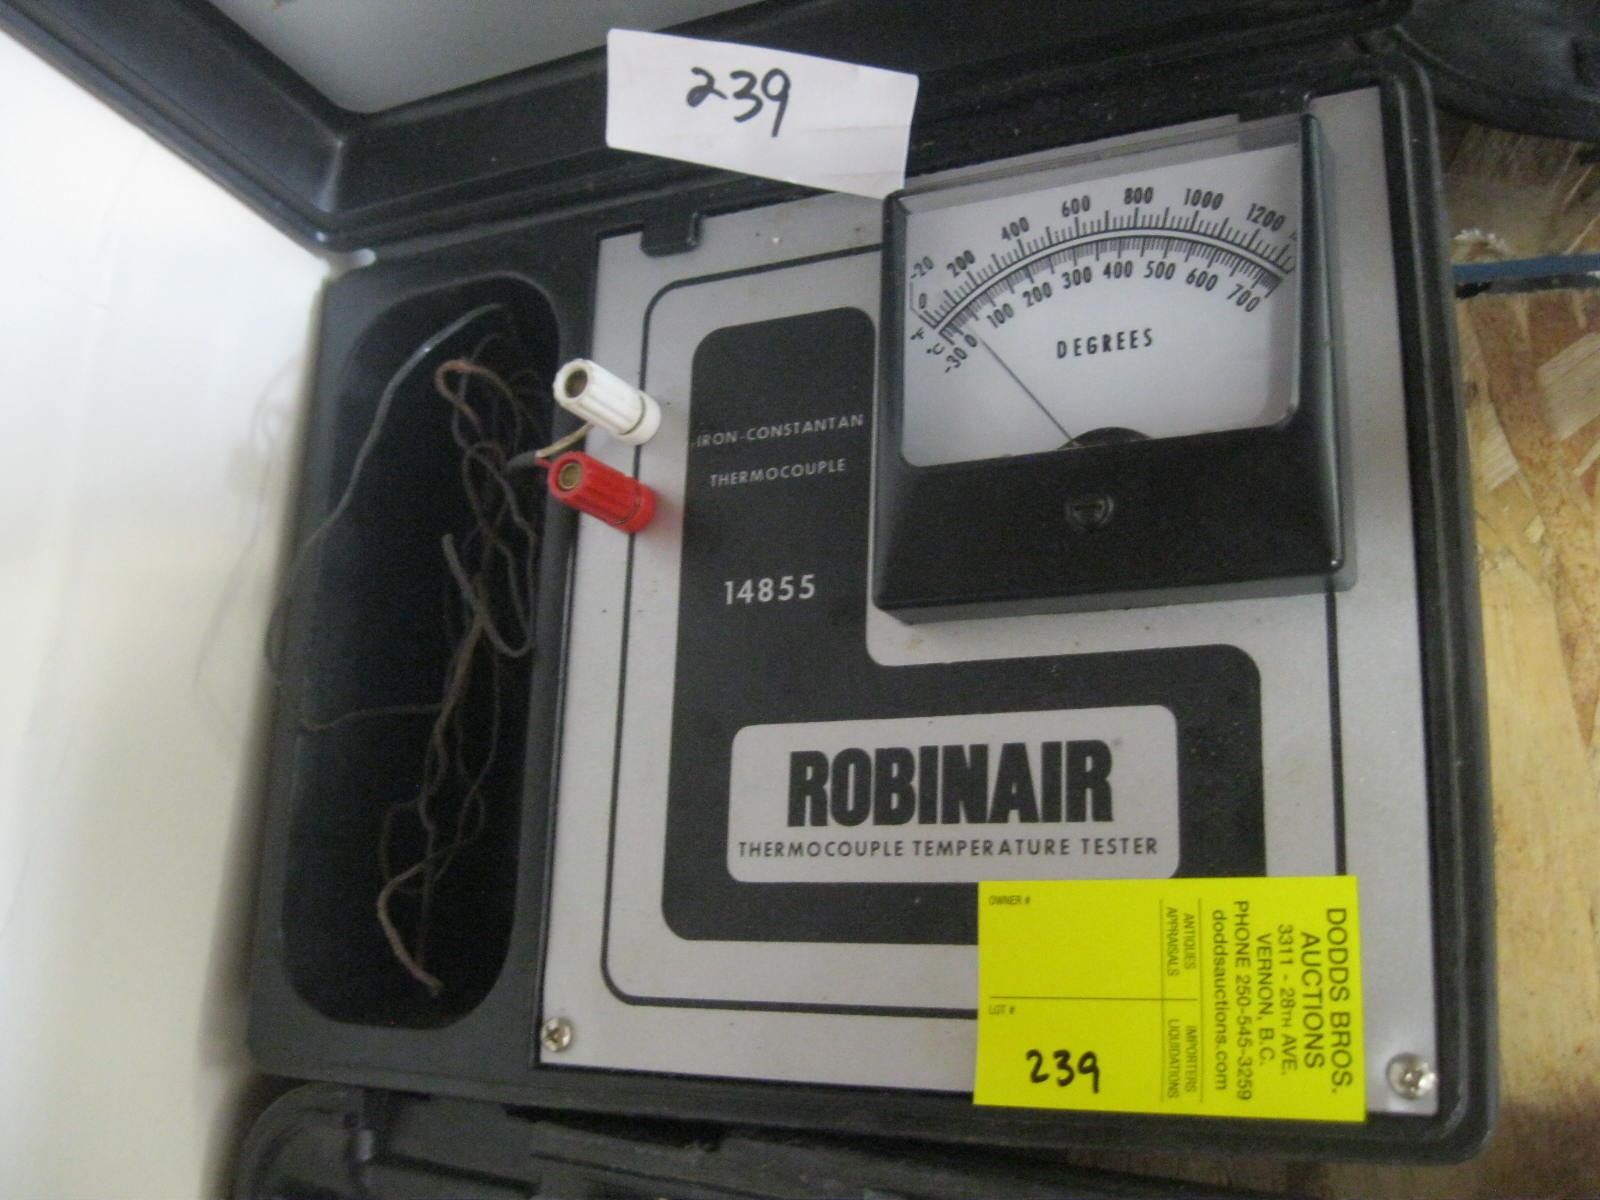 239
-20 0 200 400 600 800 1000 1200
°F
°C
-30 0 100 200 300 400 500 600 700
DEGREES
IRON-CONSTANTAN
THERMOCOUPLE
14855
ROBINAIR
THERMOCOUPLE TEMPERATURE TESTER
DODDS BROS.
AUCTIONS
3311 - 28TH AVE.
VERNON, B.C.
PHONE 250-545-3259
doddsauctions.com
ANTIQUES
APPRAISALS
IMPORTERS
LIQUIDATIONS
OWNER #
LOT #
239